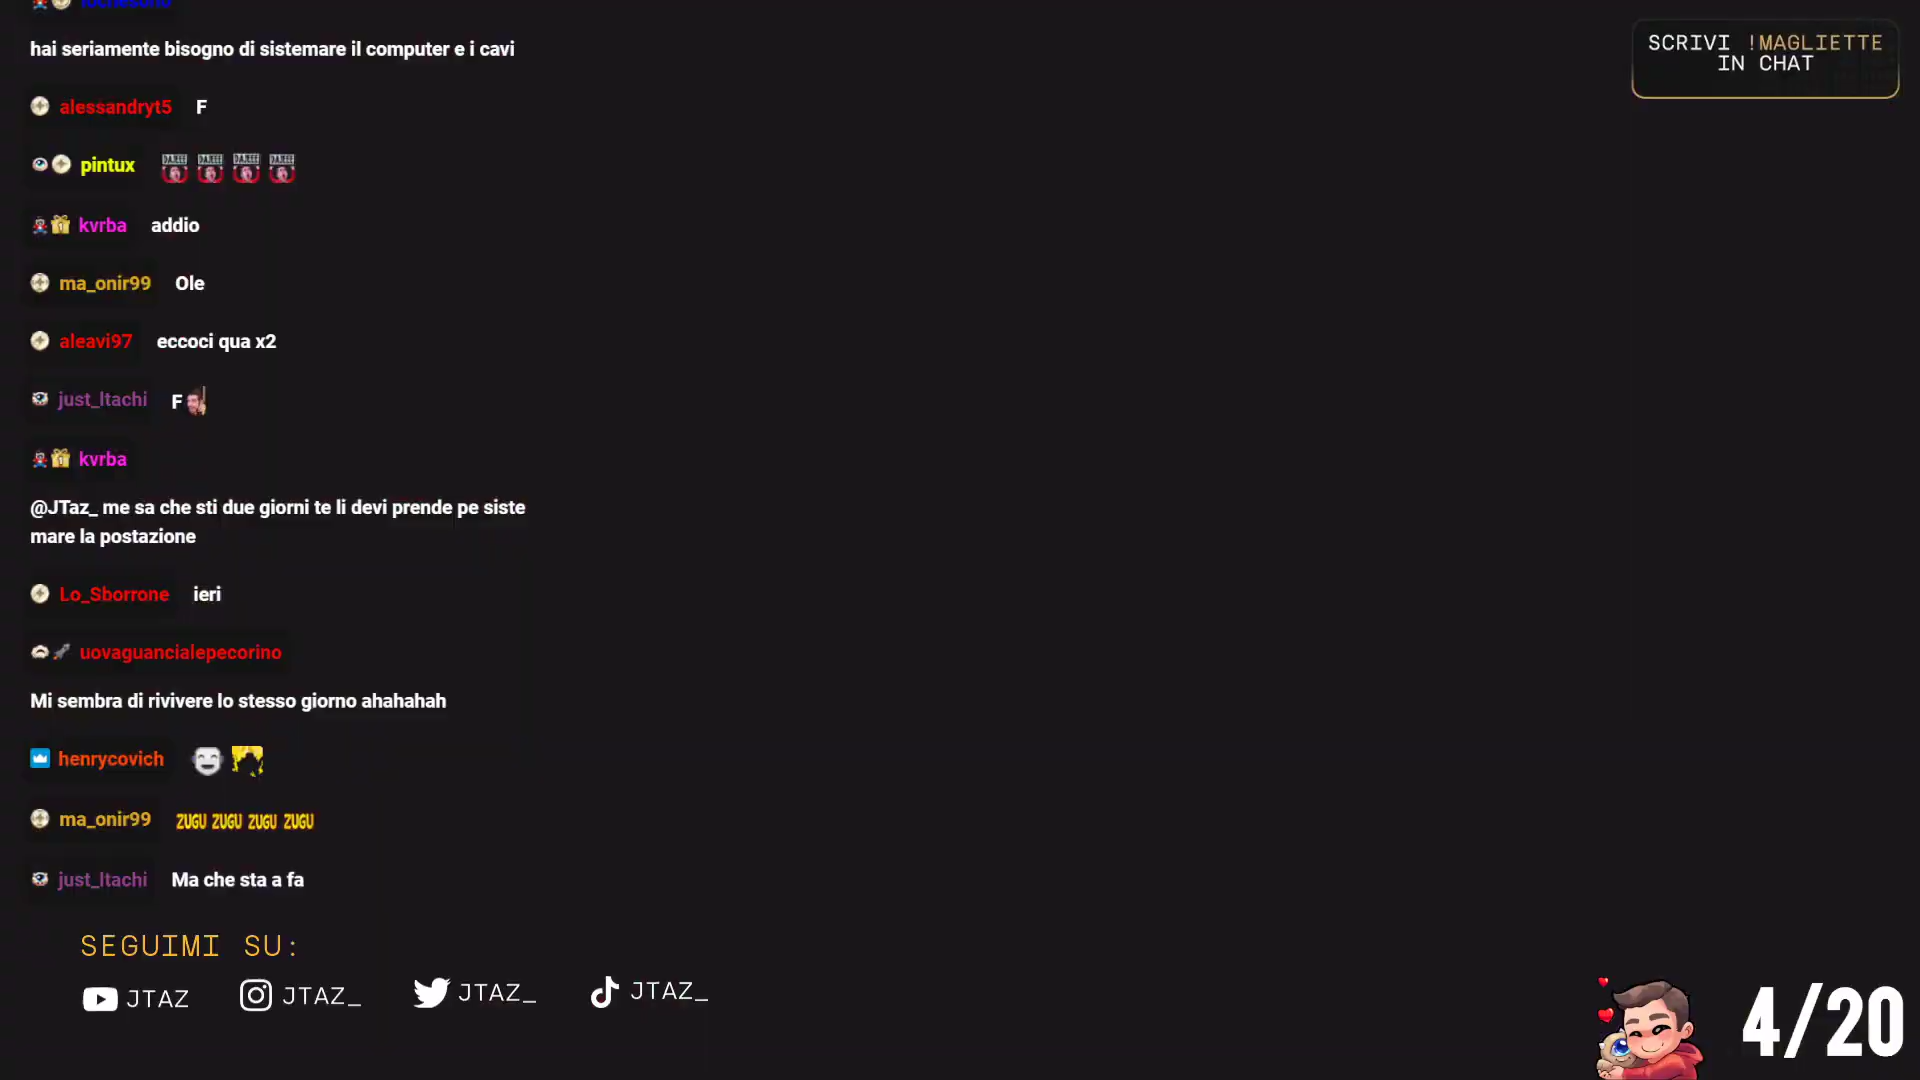 hai seriamente bisogno di sistemare il computer e i cavi
SCRIVI !MAGLIETTE
IN CHAT
alessandryt5 F
pintux
kvrba addio
ma_onir99 Ole
aleavi97 eccoci qua x2
just_Itachi F
kvrba
@JTaz_ me sa che sti due giorni te li devi prende pe siste
mare la postazione
Lo_Sborrone ieri
uovaguancialepecorino
Mi sembra di rivivere lo stesso giorno ahahahah
henrycovich
ma_onir99 ZUGU ZUGU ZUGU ZUGU
just_Itachi Ma che sta a fa
SEGUIMI SU:
JTAZ JTAZ_ JTAZ_ JTAZ_
4/20